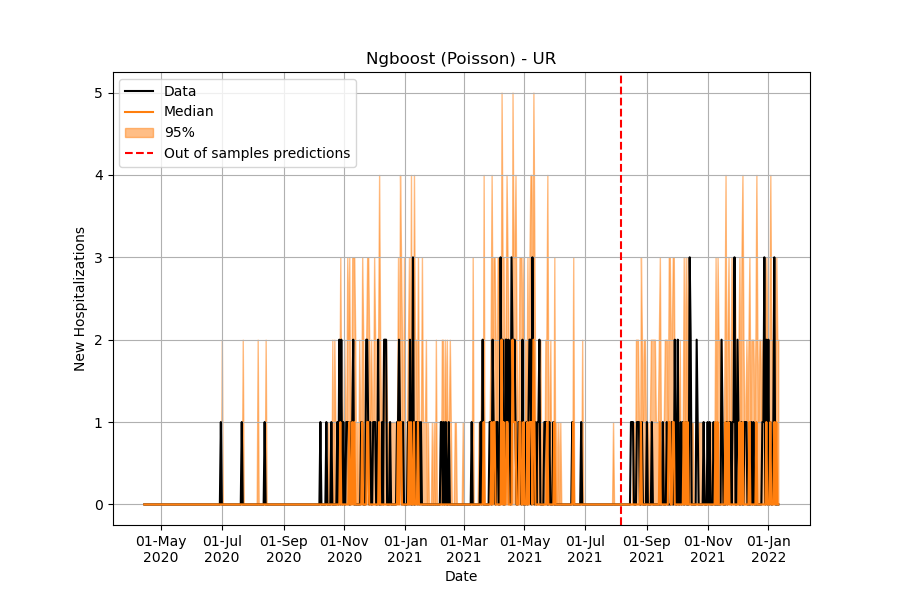 Ngboost (Poisson) - UR
Data
Median
95%
Out of samples predictions
New Hospitalizations
5
4
3
2
1
0
01-May 01-Jul 01-Sep 01-Nov 01-Jan 01-Mar 01-May 01-Jul 01-Sep 01-Nov 01-Jan
2020 2020 2020 2020 2021 2021 2021 2021 2021 2021 2022
Date